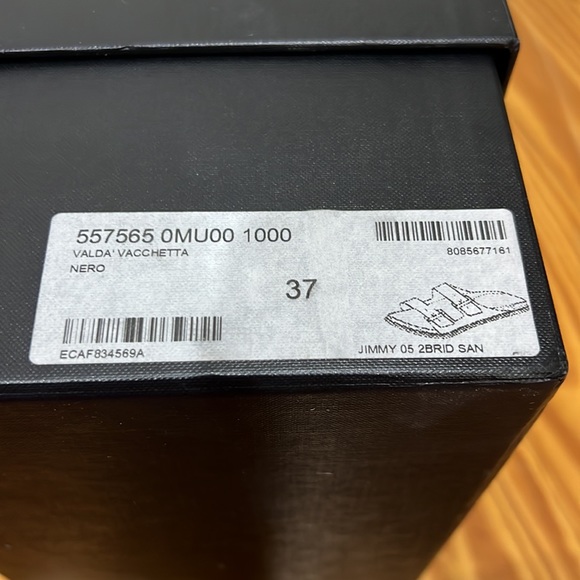 557565 0MU00 1000
VALDA' VACCHETTA
NERO
8085677161
37
ECAF834569A
JIMMY 05 2BRID SAN